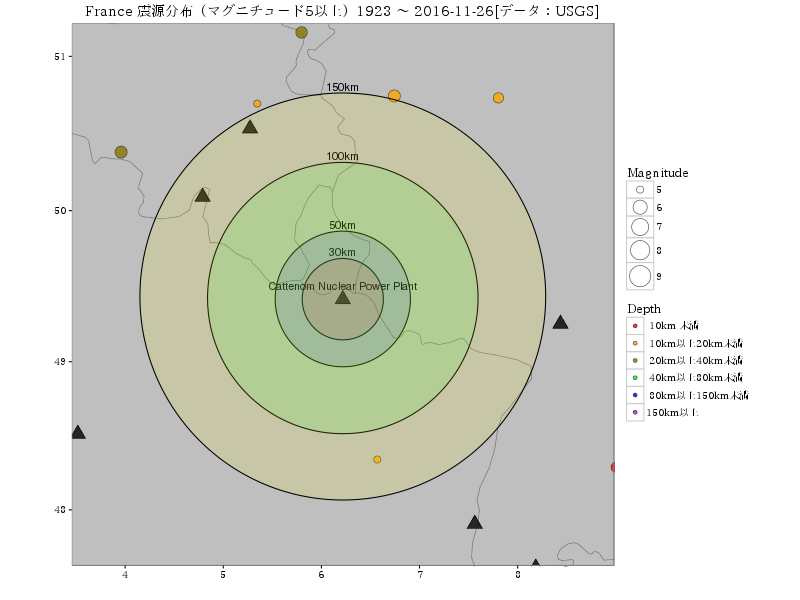 France 震源分布（マグニチュード5以上）1923 ～ 2016-11-26[データ：USGS]
51
50
49
48
4
5
6
7
8
150km
100km
50km
30km
Cattenom Nuclear Power Plant
Magnitude
5
6
7
8
9
Depth
10km 未満
10km以上20km未満
20km以上40km未満
40km以上80km未満
80km以上150km未満
150km以上